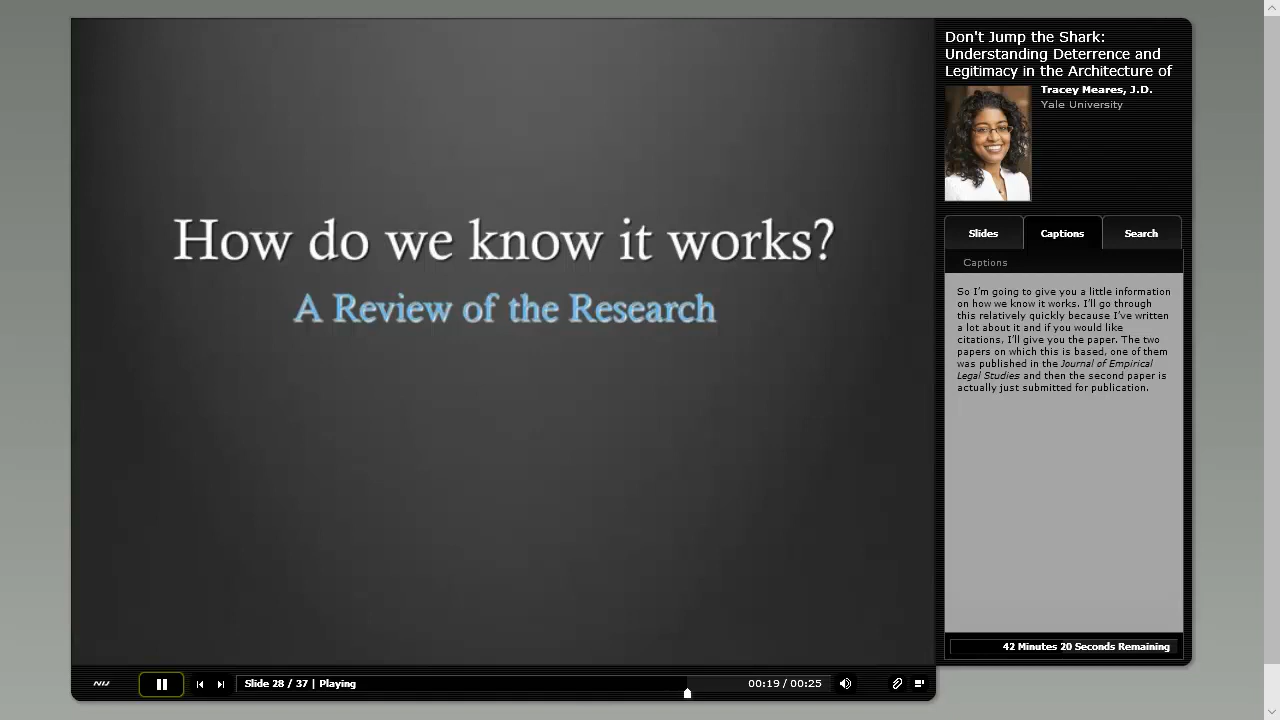 How do we know it works?
A Review of the Research
Don't Jump the Shark:
Understanding Deterrence and
Legitimacy in the Architecture of
Tracey Meares, J.D.
Yale University
Slides
Captions
Search
Captions
So I'm going to give you a little information
on how we know it works. I'll go through
this relatively quickly because I've written
a lot about it and if you would like
citations, I'll give you the paper. The two
papers on which this is based, one of them
was published in the Journal of Empirical
Legal Studies and then the second paper is
actually just submitted for publication.
42 Minutes 20 Seconds Remaining
Slide 28 / 37 | Playing
00:19 / 00:25